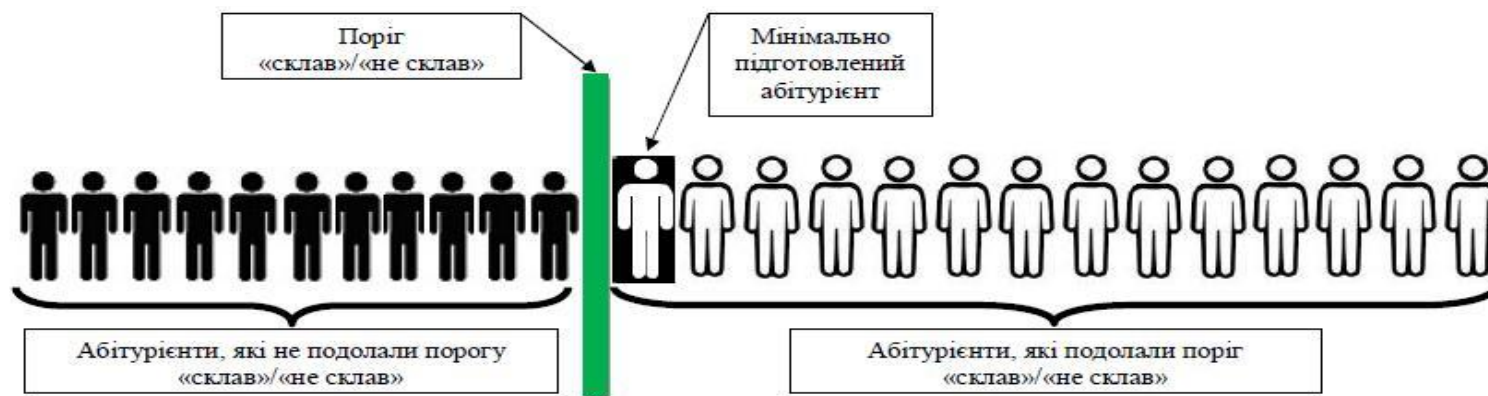 Поріг
«склав»/«не склав»
Мінімально
підготовлений
абітурієнт
Абітурієнти, які не подолали порогу
«склав»/«не склав»
Абітурієнти, які подолали поріг
«склав»/«не склав»